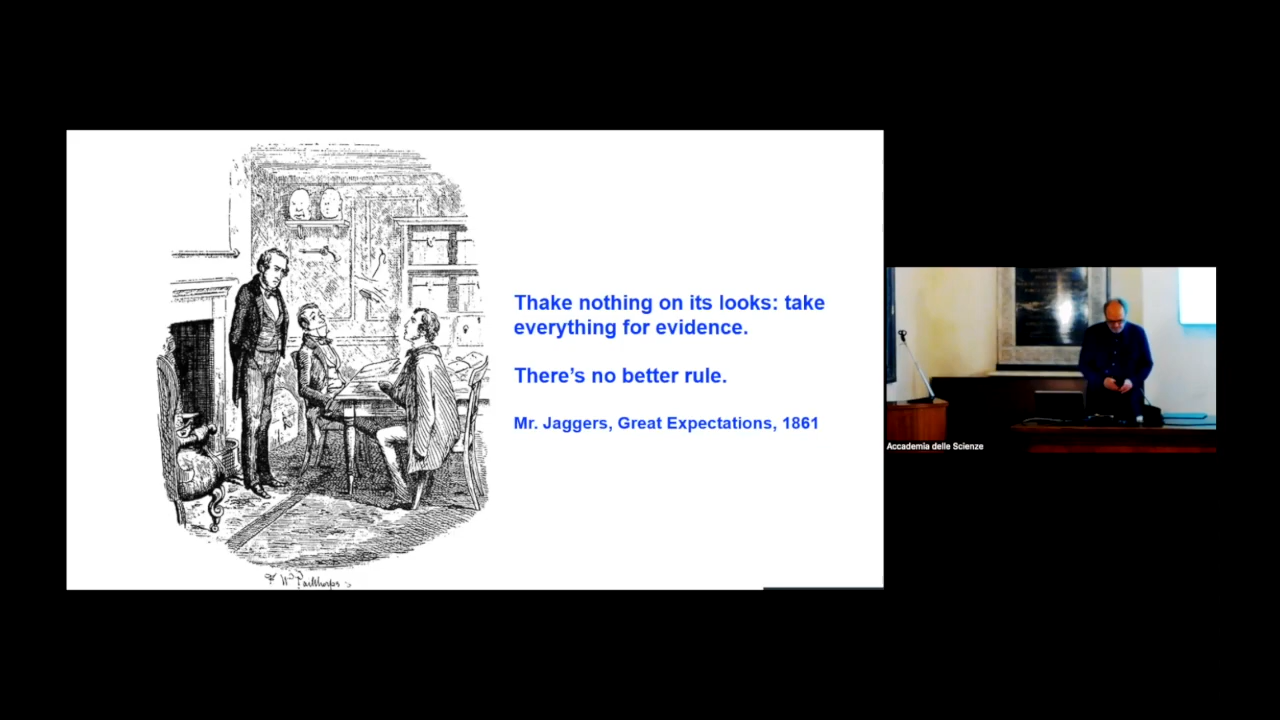 Thake nothing on its looks: take
everything for evidence.
There’s no better rule.
Mr. Jaggers, Great Expectations, 1861
Accademia delle Scienze